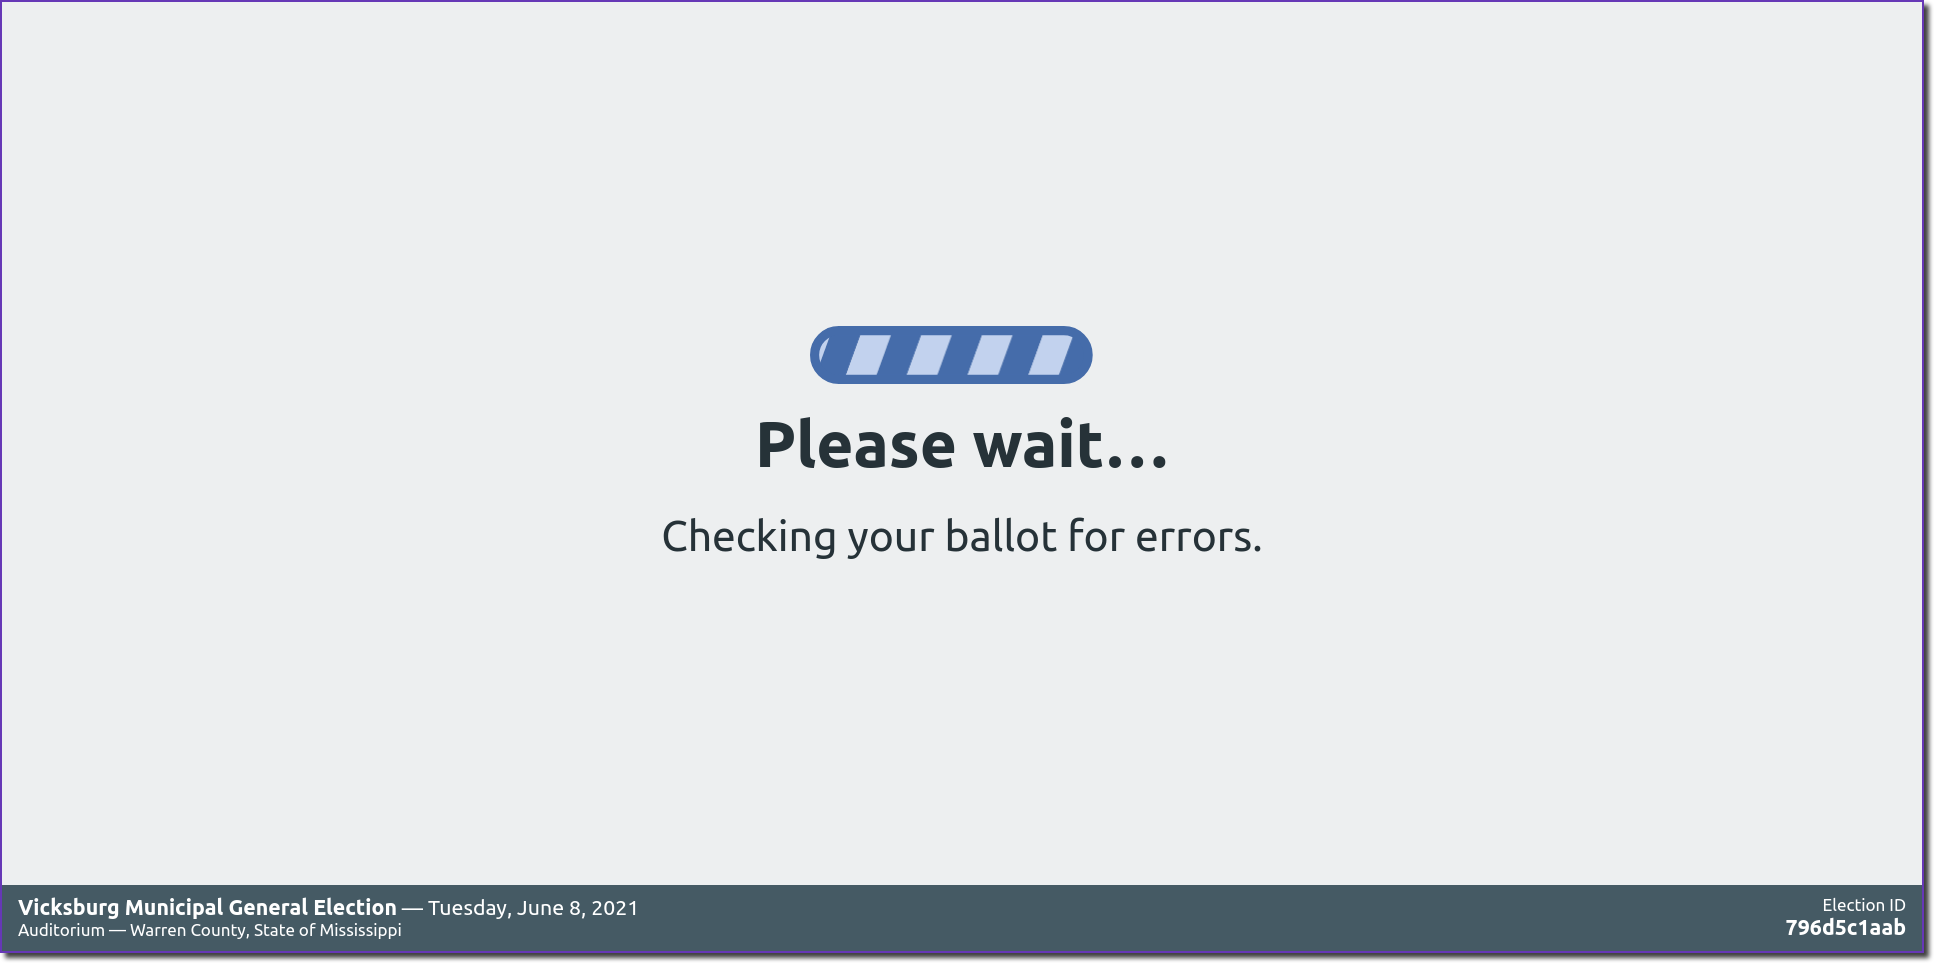 Please wait…
Checking your ballot for errors.
Vicksburg Municipal General Election — Tuesday, June 8, 2021
Auditorium — Warren County, State of Mississippi
Election ID
796d5c1aab